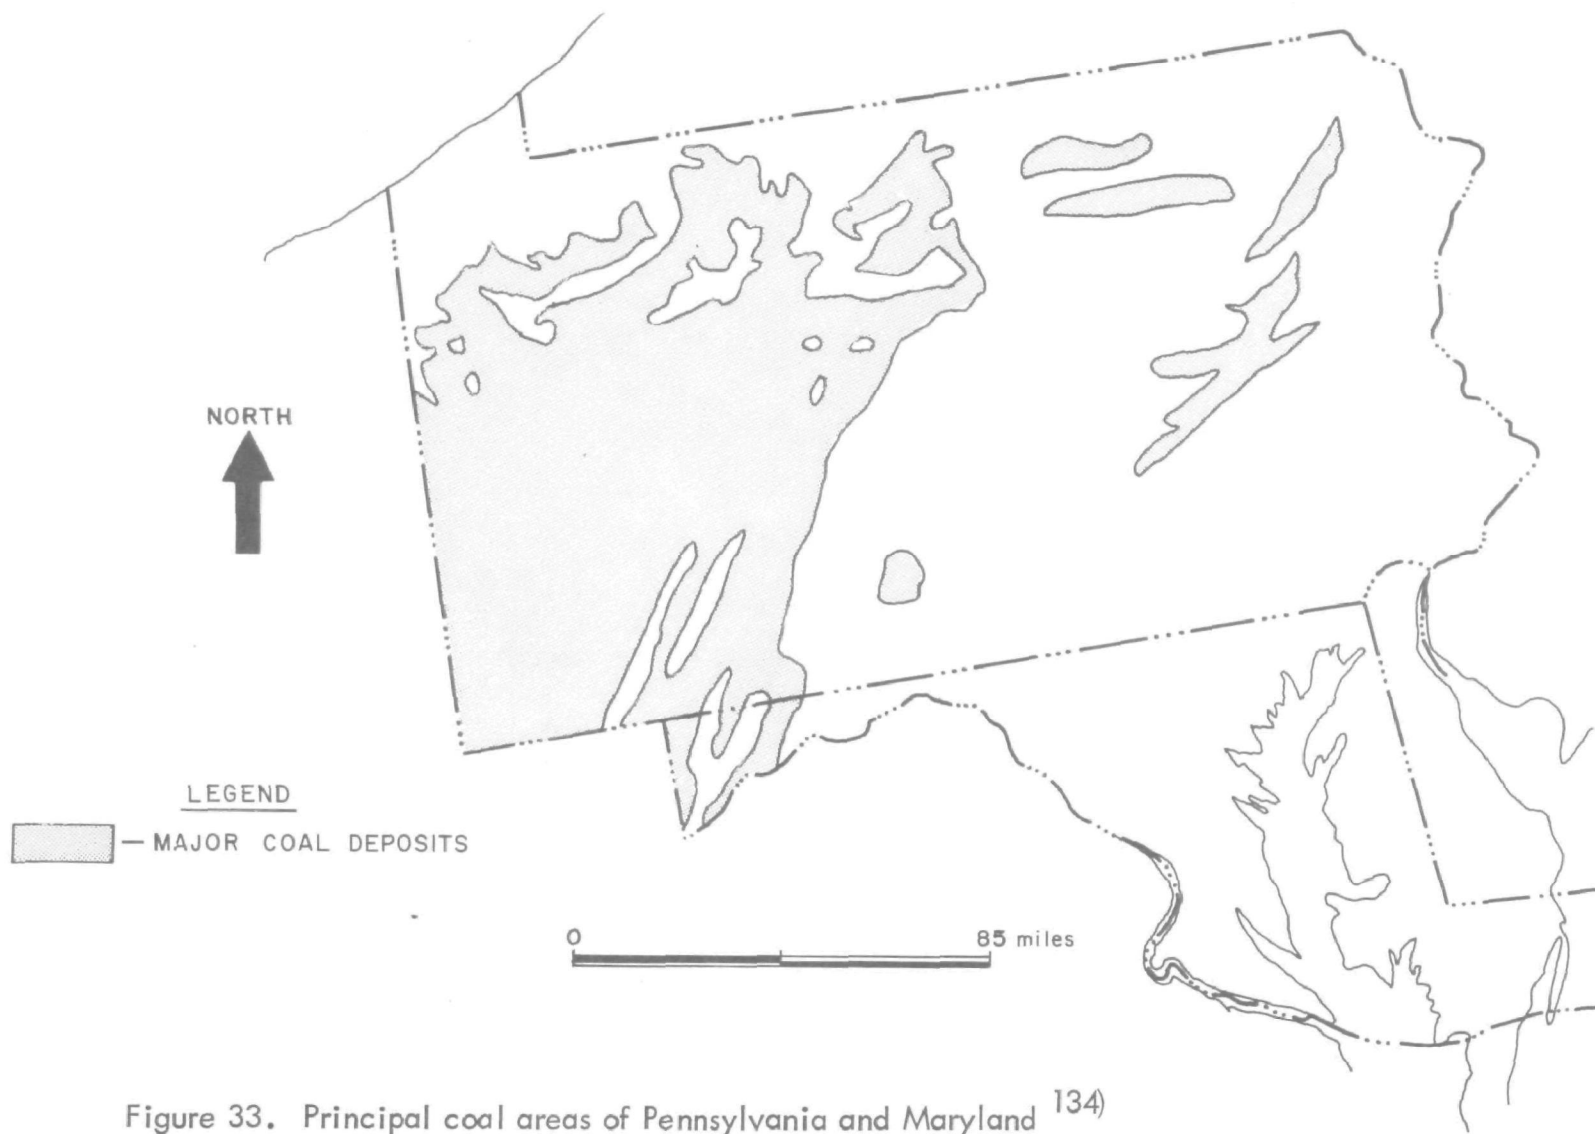 NORTH
LEGEND
— MAJOR COAL DEPOSITS
0 85 miles
Figure 33. Principal coal areas of Pennsylvania and Maryland 134)